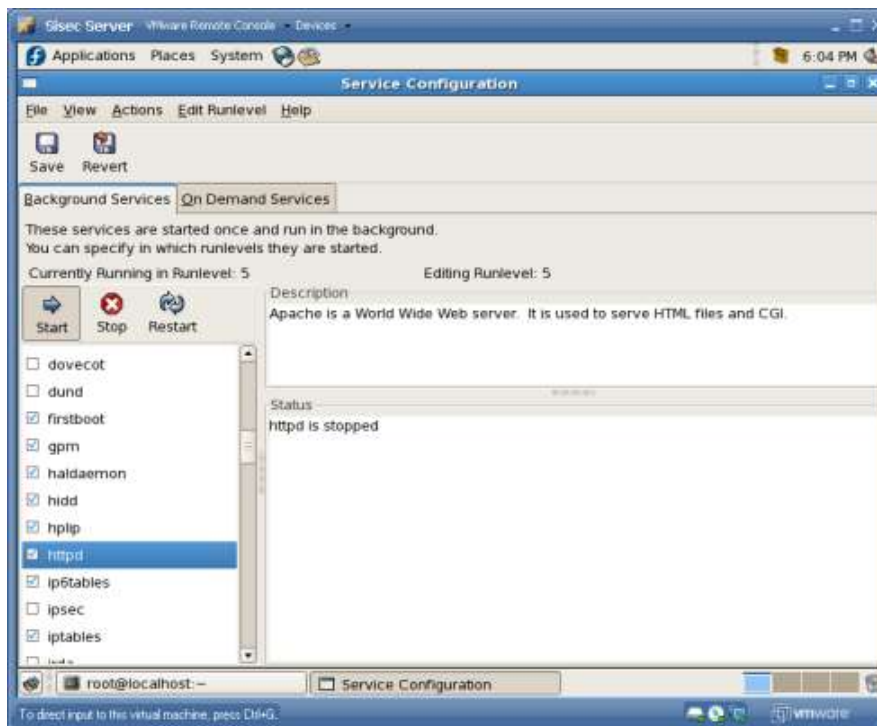 Sisec Server VMware Remote Console Devices
Applications Places System 6:04 PM
Service Configuration
File View Actions Edit Runlevel Help
Save Revert
Background Services On Demand Services
These services are started once and run in the background.
You can specify in which runlevels they are started.
Currently Running in Runlevel: 5 Editing Runlevel: 5
Start Stop Restart
Description
Apache is a World Wide Web server. It is used to serve HTML files and CGI.
dovecot
dund
firstboot
gpm
haldaemon
hidd
hplip
httpd
ip6tables
ipsec
iptables
Status
httpd is stopped
root@localhost:~ Service Configuration
To direct input to this virtual machine, press Ctrl+G. vmware